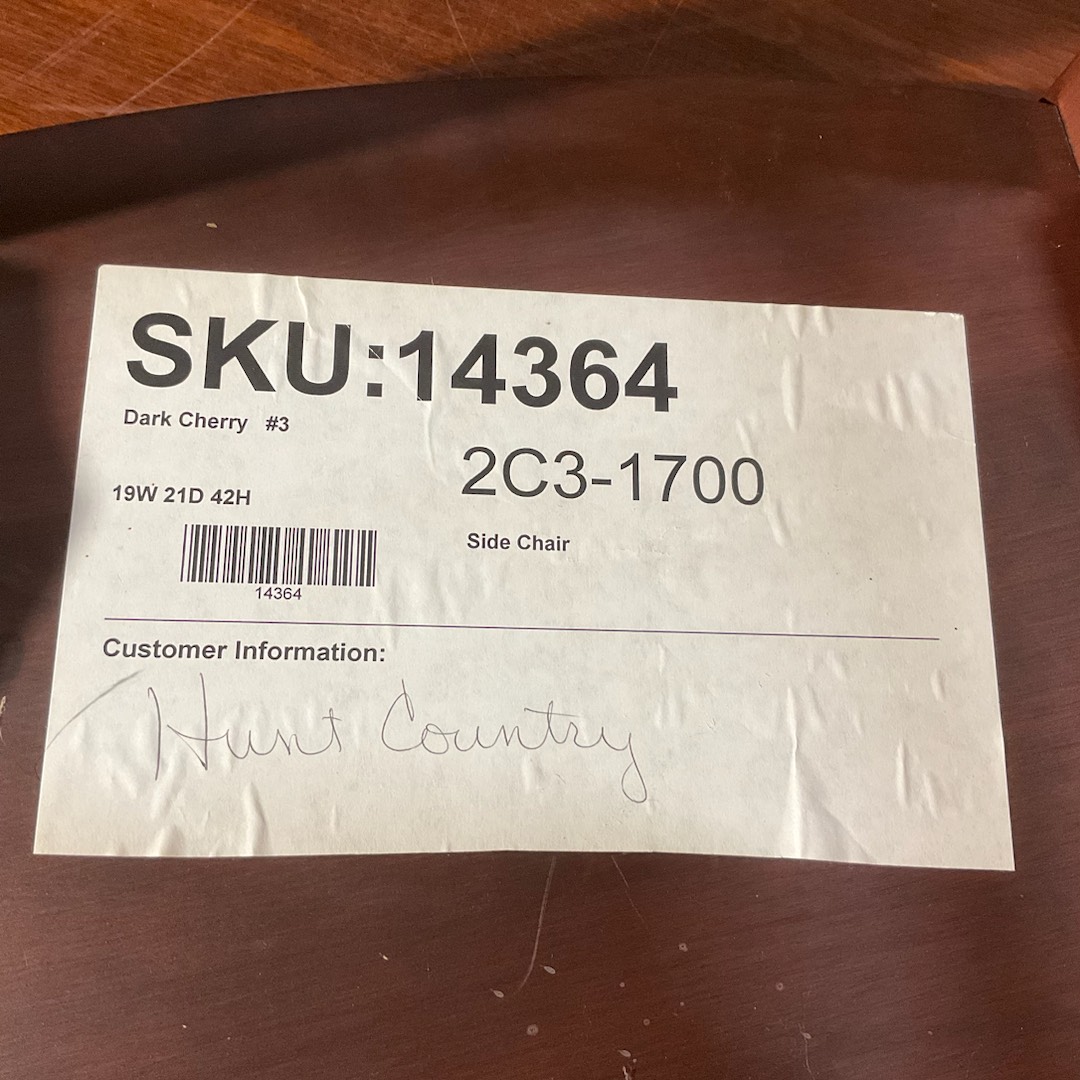 SKU:14364
Dark Cherry #3
2C3-1700
19W 21D 42H
Side Chair
14364
Customer Information:
Hunt Country